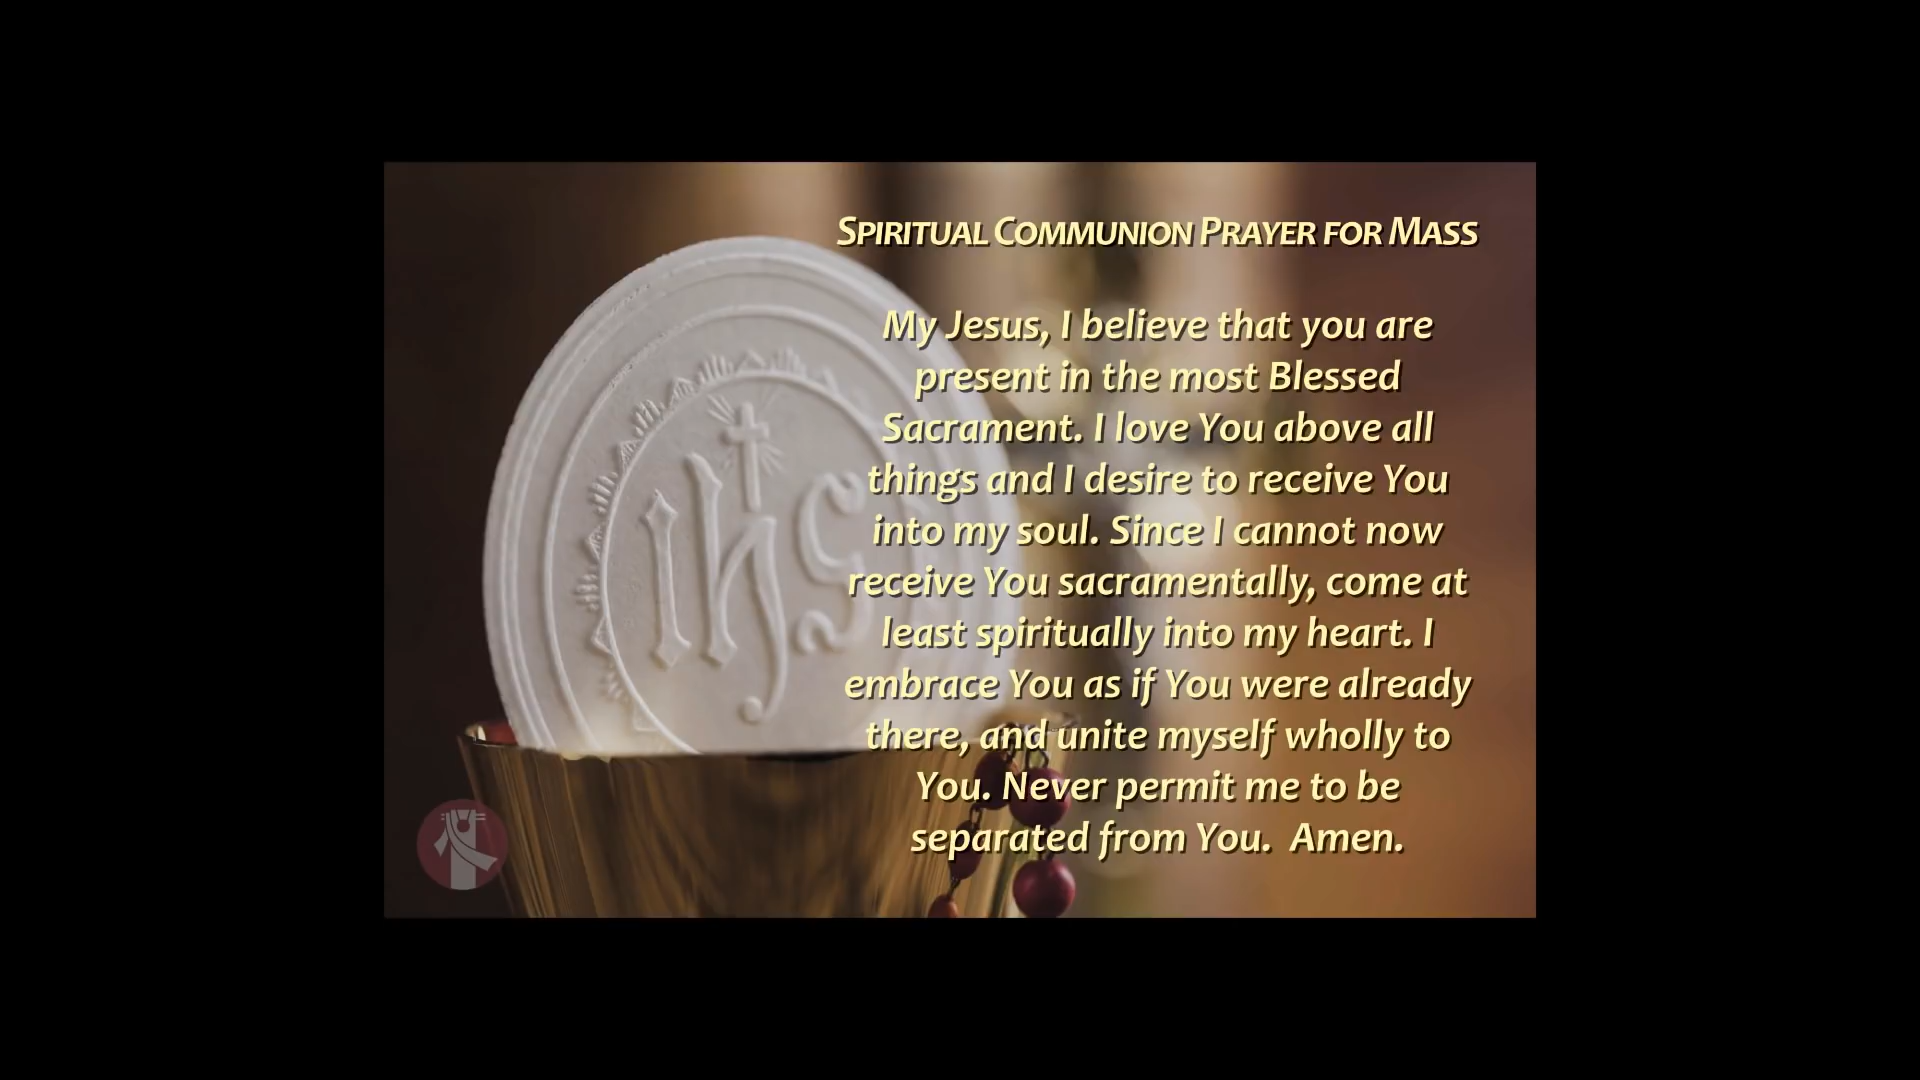 SPIRITUAL COMMUNION PRAYER FOR MASS
My Jesus, I believe that you are
present in the most Blessed
Sacrament. I love You above all
things and I desire to receive You
into my soul. Since I cannot now
receive You sacramentally, come at
least spiritually into my heart. I
embrace You as if You were already
there, and unite myself wholly to
You. Never permit me to be
separated from You.  Amen.
IHS